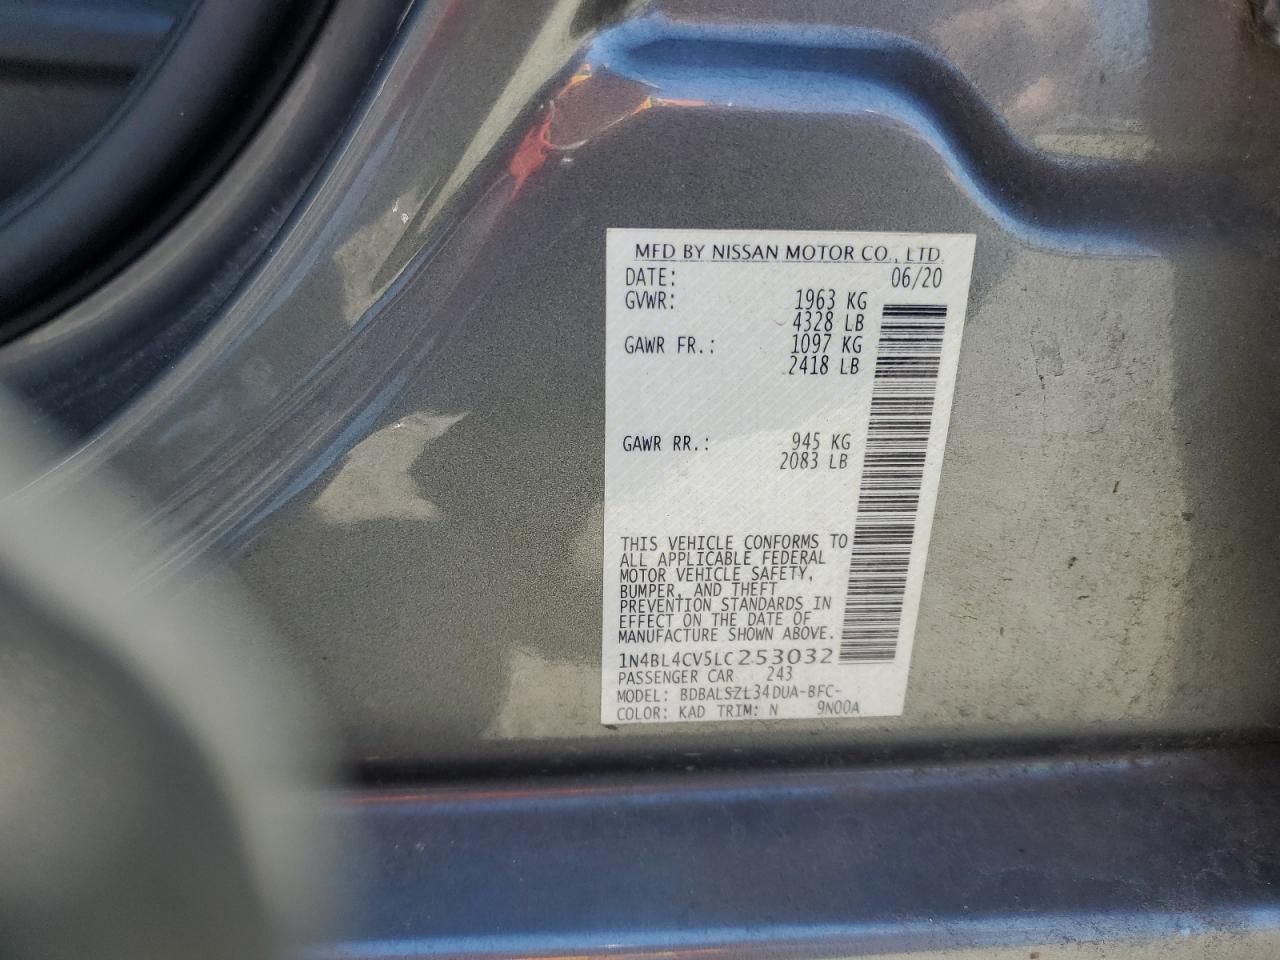 MFD BY NISSAN MOTOR CO., LTD.
DATE: 06/20
GVWR: 1963 KG
4328 LB
GAWR FR.: 1097 KG
2418 LB
GAWR RR.: 945 KG
2083 LB
THIS VEHICLE CONFORMS TO
ALL APPLICABLE FEDERAL
MOTOR VEHICLE SAFETY,
BUMPER, AND THEFT
PREVENTION STANDARDS IN
EFFECT ON THE DATE OF
MANUFACTURE SHOWN ABOVE.
1N4BL4CV5LC253032
PASSENGER CAR 243
MODEL: BDBALSZL34DUA-BFC-
COLOR: KAD TRIM: N 9N00A